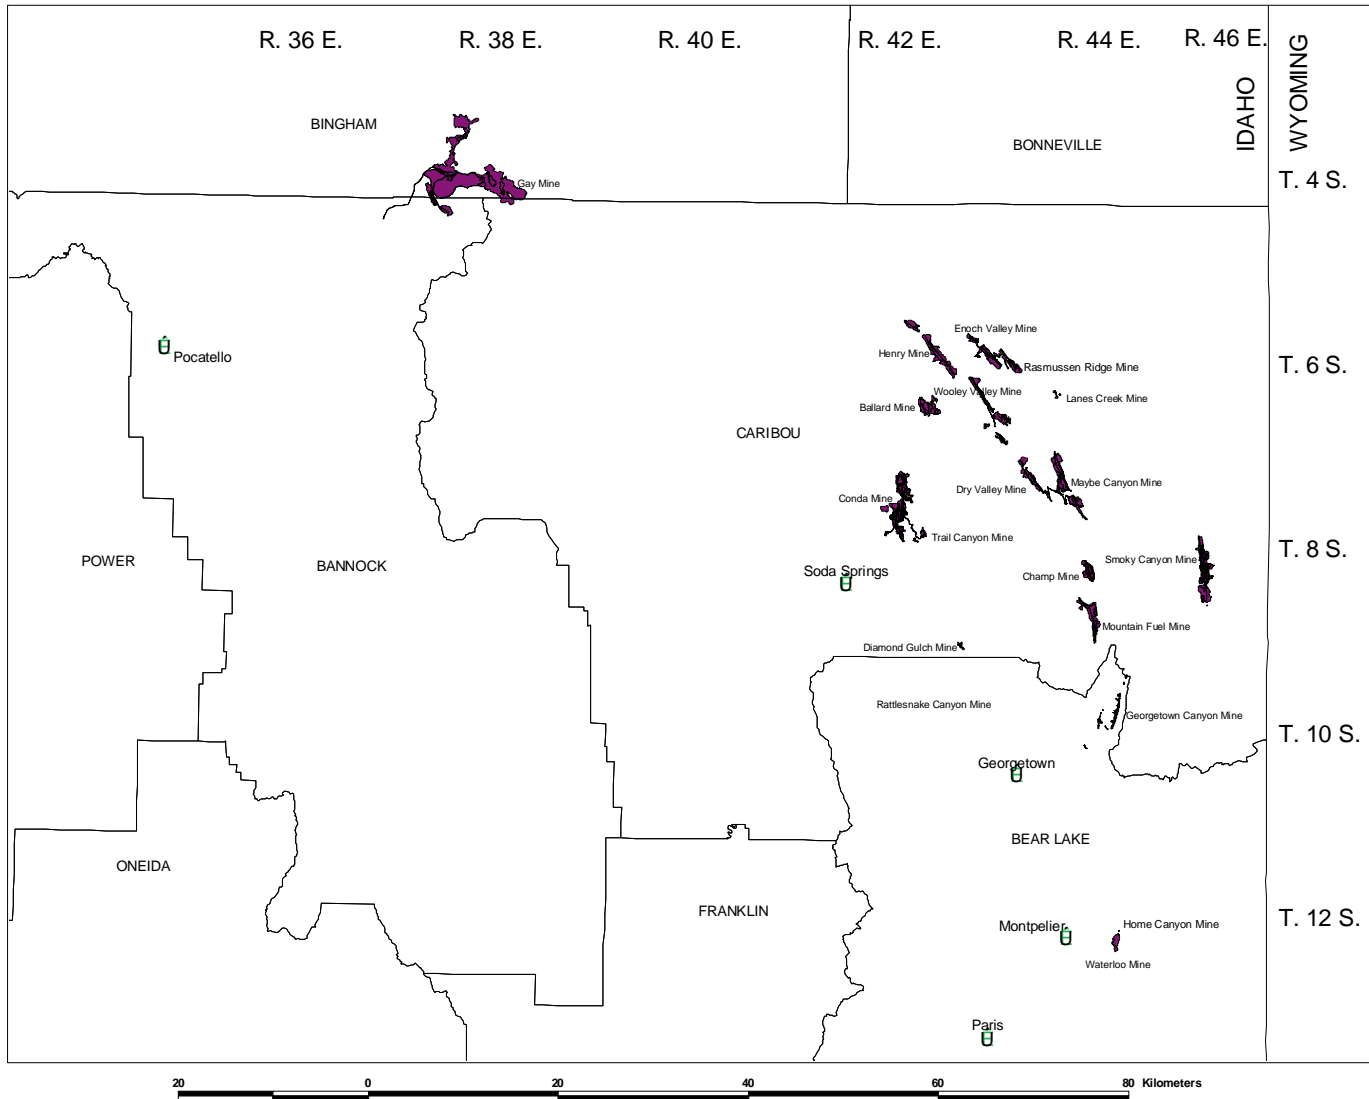 R. 36 E.
R. 38 E.
R. 40 E.
R. 42 E.
R. 44 E.
R. 46 E.
IDAHO
WYOMING
BINGHAM
BONNEVILLE
T. 4 S.
Gay Mine
Enoch Valley Mine
Pocatello
Henry Mine
Rasmussen Ridge Mine
T. 6 S.
Wooley Valley Mine
Lanes Creek Mine
Ballard Mine
CARIBOU
Maybe Canyon Mine
Dry Valley Mine
Conda Mine
Trail Canyon Mine
T. 8 S.
POWER
BANNOCK
Smoky Canyon Mine
Soda Springs
Champ Mine
Mountain Fuel Mine
Diamond Gulch Mine
Rattlesnake Canyon Mine
Georgetown Canyon Mine
T. 10 S.
Georgetown
BEAR LAKE
ONEIDA
FRANKLIN
T. 12 S.
Montpelier
Home Canyon Mine
Waterloo Mine
Paris
20 0 20 40 60 80 Kilometers